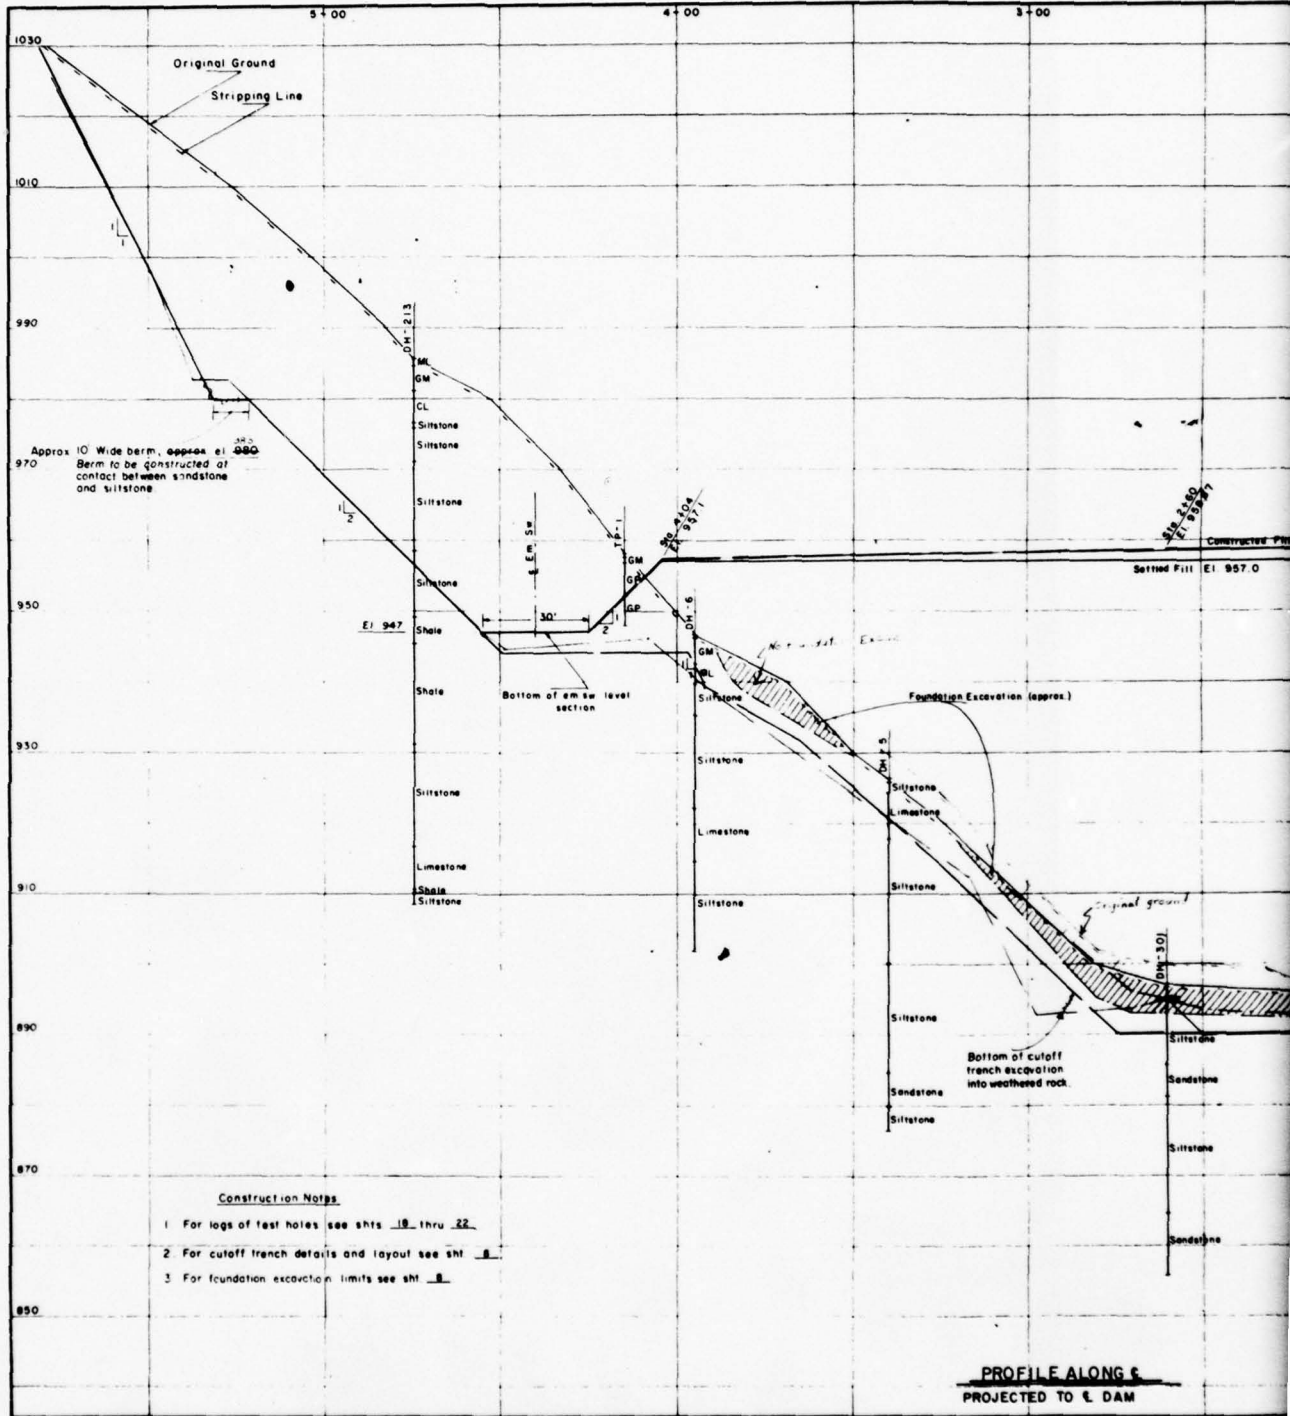 5+00
4+00
3+00
1030
Original Ground
Stripping Line
1010
1
1
990
DH-213
ML
GM
CL
Siltstone
Siltstone
Siltstone
Siltstone
Shale
Shale
Siltstone
Limestone
Shale
Siltstone
Approx 10' Wide berm, approx. el. 980
Berm to be constructed at
contact between sandstone
and siltstone.
970
1
2
℄ Em. Sw.
TP-1
GM
GP
Sta. 4+04
El. 957.1
Sta. 2+60
El.
Constructed
Settled Fill El. 957.0
950
El. 947
30'
2
1
Bottom of em sw level
section
DH-6
GM
Siltstone
Siltstone
Limestone
Siltstone
Foundation Excavation (approx.)
930
Siltstone
Limestone
Siltstone
Siltstone
Sandstone
Siltstone
910
Original ground
DH-301
Siltstone
Sandstone
Siltstone
Sandstone
890
Bottom of cutoff
trench excavation
into weathered rock.
870
Construction Notes
1 For logs of test holes see shts 18 thru 22
2. For cutoff trench details and layout see sht. 8
3 For foundation excavation limits see sht. 8
850
PROFILE ALONG ℄
PROJECTED TO ℄ DAM